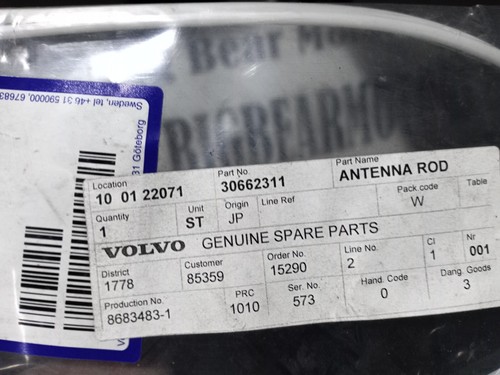 Bear
Sweden, tel +46 31 590000, 67683
31 Göteborg
Location Part No Part Name
10 01 22071 30662311 ANTENNA ROD
Quantity Unit Origin Line Ref Pack code Table
1 ST JP W
VOLVO GENUINE SPARE PARTS
District Customer Order No. Line No. CI Nr
1778 85359 15290 2 1 001
Production No. PRC Ser. No. Hand. Code Dang. Goods
8683483-1 1010 573 0 3